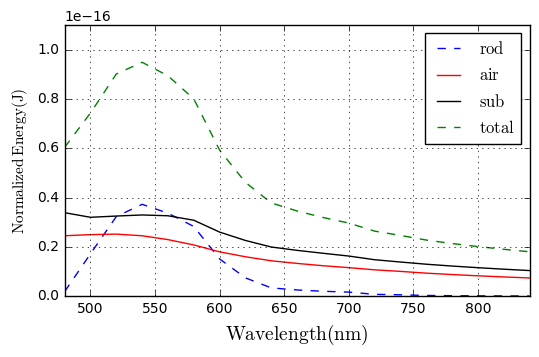 1e−16
1.0
0.8
0.6
0.4
0.2
0.0
Normalized Energy(J)
rod
air
sub
total
500 550 600 650 700 750 800
Wavelength(nm)